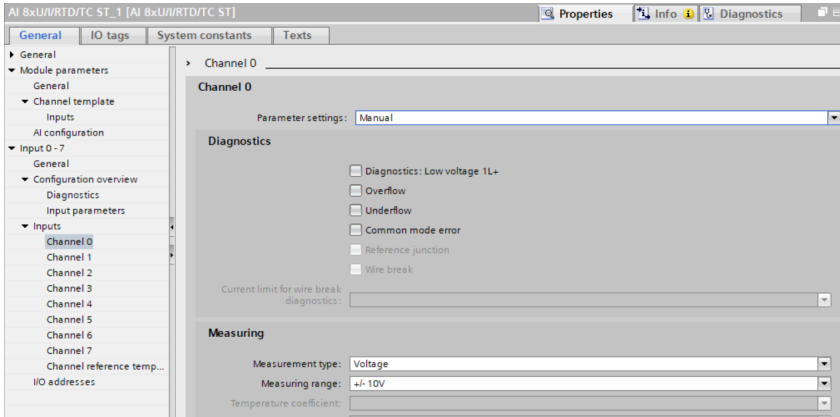 AI 8xU/I/RTD/TC ST_1 [AI 8xU/I/RTD/TC ST]
Properties
Info
Diagnostics
General
IO tags
System constants
Texts
General
Module parameters
General
Channel template
Inputs
AI configuration
Input 0 - 7
General
Configuration overview
Diagnostics
Input parameters
Inputs
Channel 0
Channel 1
Channel 2
Channel 3
Channel 4
Channel 5
Channel 6
Channel 7
Channel reference temp...
I/O addresses
Channel 0
Channel 0
Parameter settings: Manual
Diagnostics
Diagnostics: Low voltage 1L+
Overflow
Underflow
Common mode error
Reference junction
Wire break
Current limit for wire break
diagnostics:
Measuring
Measurement type: Voltage
Measuring range: +/- 10V
Temperature coefficient: